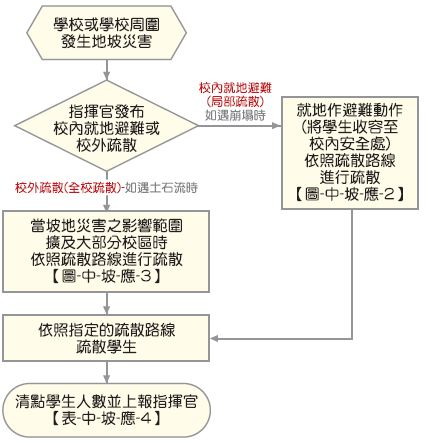 學校或學校周圍
發生地坡災害
指揮官發布
校內就地避難或
校外疏散
校內就地避難
(局部疏散)
如遇崩塌時
就地作避難動作
(將學生收容至
校內安全處)
依照疏散路線
進行疏散
【圖-中-坡-應-2】
校外疏散(全校疏散)-如遇土石流時
當坡地災害之影響範圍
擴及大部分校區時
依照疏散路線進行疏散
【圖-中-坡-應-3】
依照指定的疏散路線
疏散學生
清點學生人數並上報指揮官
【表-中-坡-應-4】